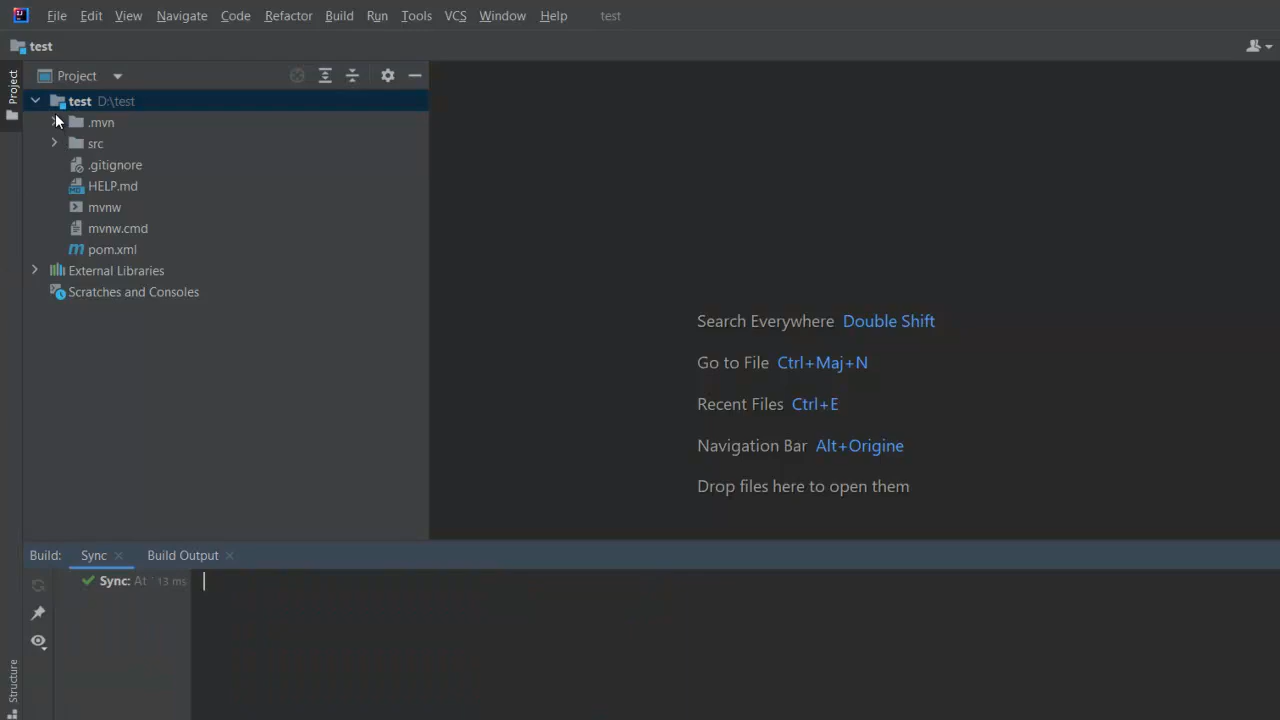 File Edit View Navigate Code Refactor Build Run Tools VCS Window Help test
test
Project
Project
test D:\test
.mvn
src
.gitignore
HELP.md
mvnw
mvnw.cmd
pom.xml
External Libraries
Scratches and Consoles
Search Everywhere Double Shift
Go to File Ctrl+Maj+N
Recent Files Ctrl+E
Navigation Bar Alt+Origine
Drop files here to open them
Build: Sync Build Output
Sync: At 13 ms
Structure